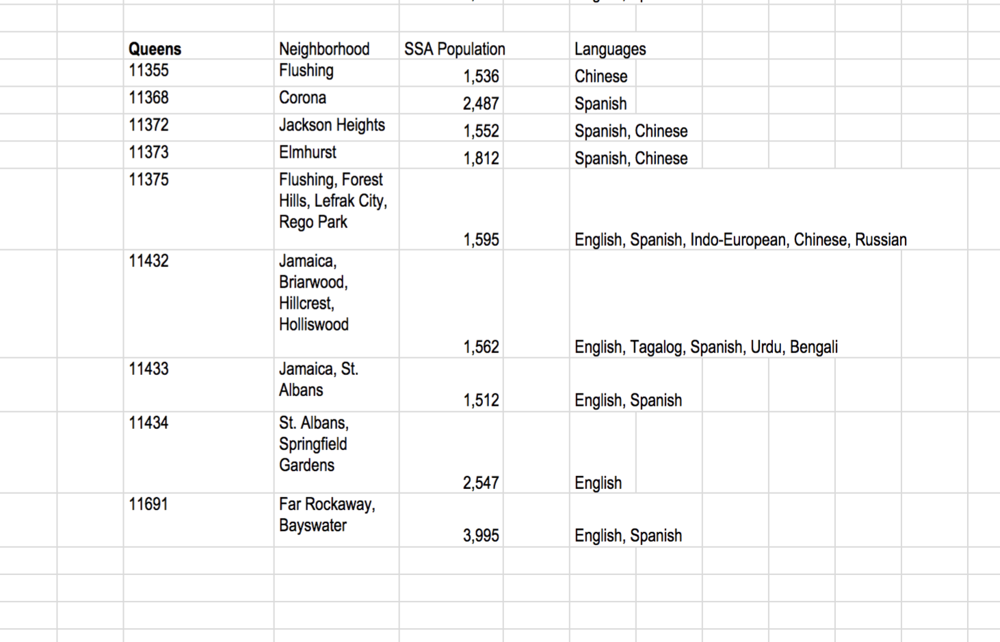 Queens Neighborhood SSA Population Languages
11355 Flushing 1,536 Chinese
11368 Corona 2,487 Spanish
11372 Jackson Heights 1,552 Spanish, Chinese
11373 Elmhurst 1,812 Spanish, Chinese
11375 Flushing, Forest
Hills, Lefrak City,
Rego Park
1,595 English, Spanish, Indo-European, Chinese, Russian
11432 Jamaica,
Briarwood,
Hillcrest,
Holliswood
1,562 English, Tagalog, Spanish, Urdu, Bengali
11433 Jamaica, St.
Albans
1,512 English, Spanish
11434 St. Albans,
Springfield
Gardens
2,547 English
11691 Far Rockaway,
Bayswater
3,995 English, Spanish